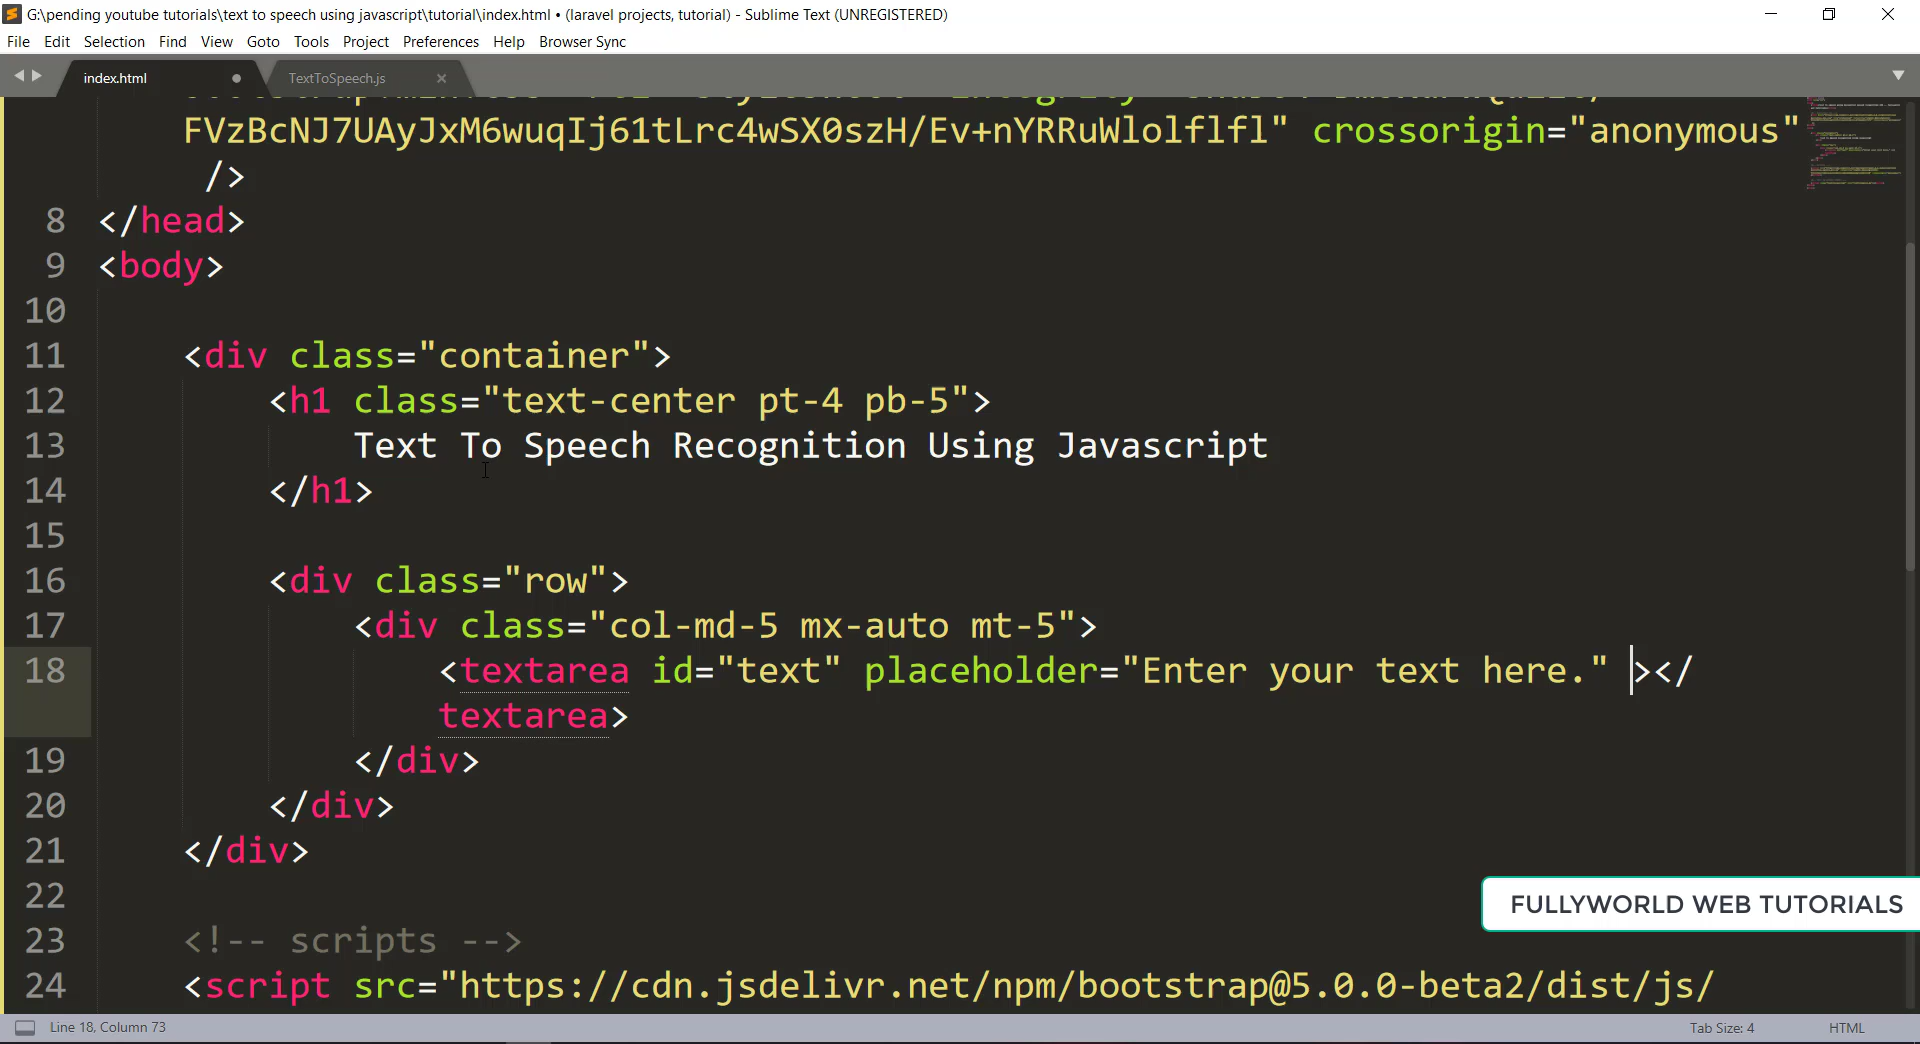 G:\pending youtube tutorials\text to speech using javascript\tutorial\index.html • (laravel projects, tutorial) - Sublime Text (UNREGISTERED)
File Edit Selection Find View Goto Tools Project Preferences Help Browser Sync
index.html TextToSpeech.js
FVzBcNJ7UAyJxM6wuqIj61tLrc4wSX0szH/Ev+nYRRuWlolflfl" crossorigin="anonymous"
/>
8 </head>
9 <body>
10
11 <div class="container">
12 <h1 class="text-center pt-4 pb-5">
13 Text To Speech Recognition Using Javascript
14 </h1>
15
16 <div class="row">
17 <div class="col-md-5 mx-auto mt-5">
18 <textarea id="text" placeholder="Enter your text here." ></
textarea>
19 </div>
20 </div>
21 </div>
22
FULLYWORLD WEB TUTORIALS
23 <!-- scripts -->
24 <script src="https://cdn.jsdelivr.net/npm/bootstrap@5.0.0-beta2/dist/js/
Line 18, Column 73 Tab Size: 4 HTML